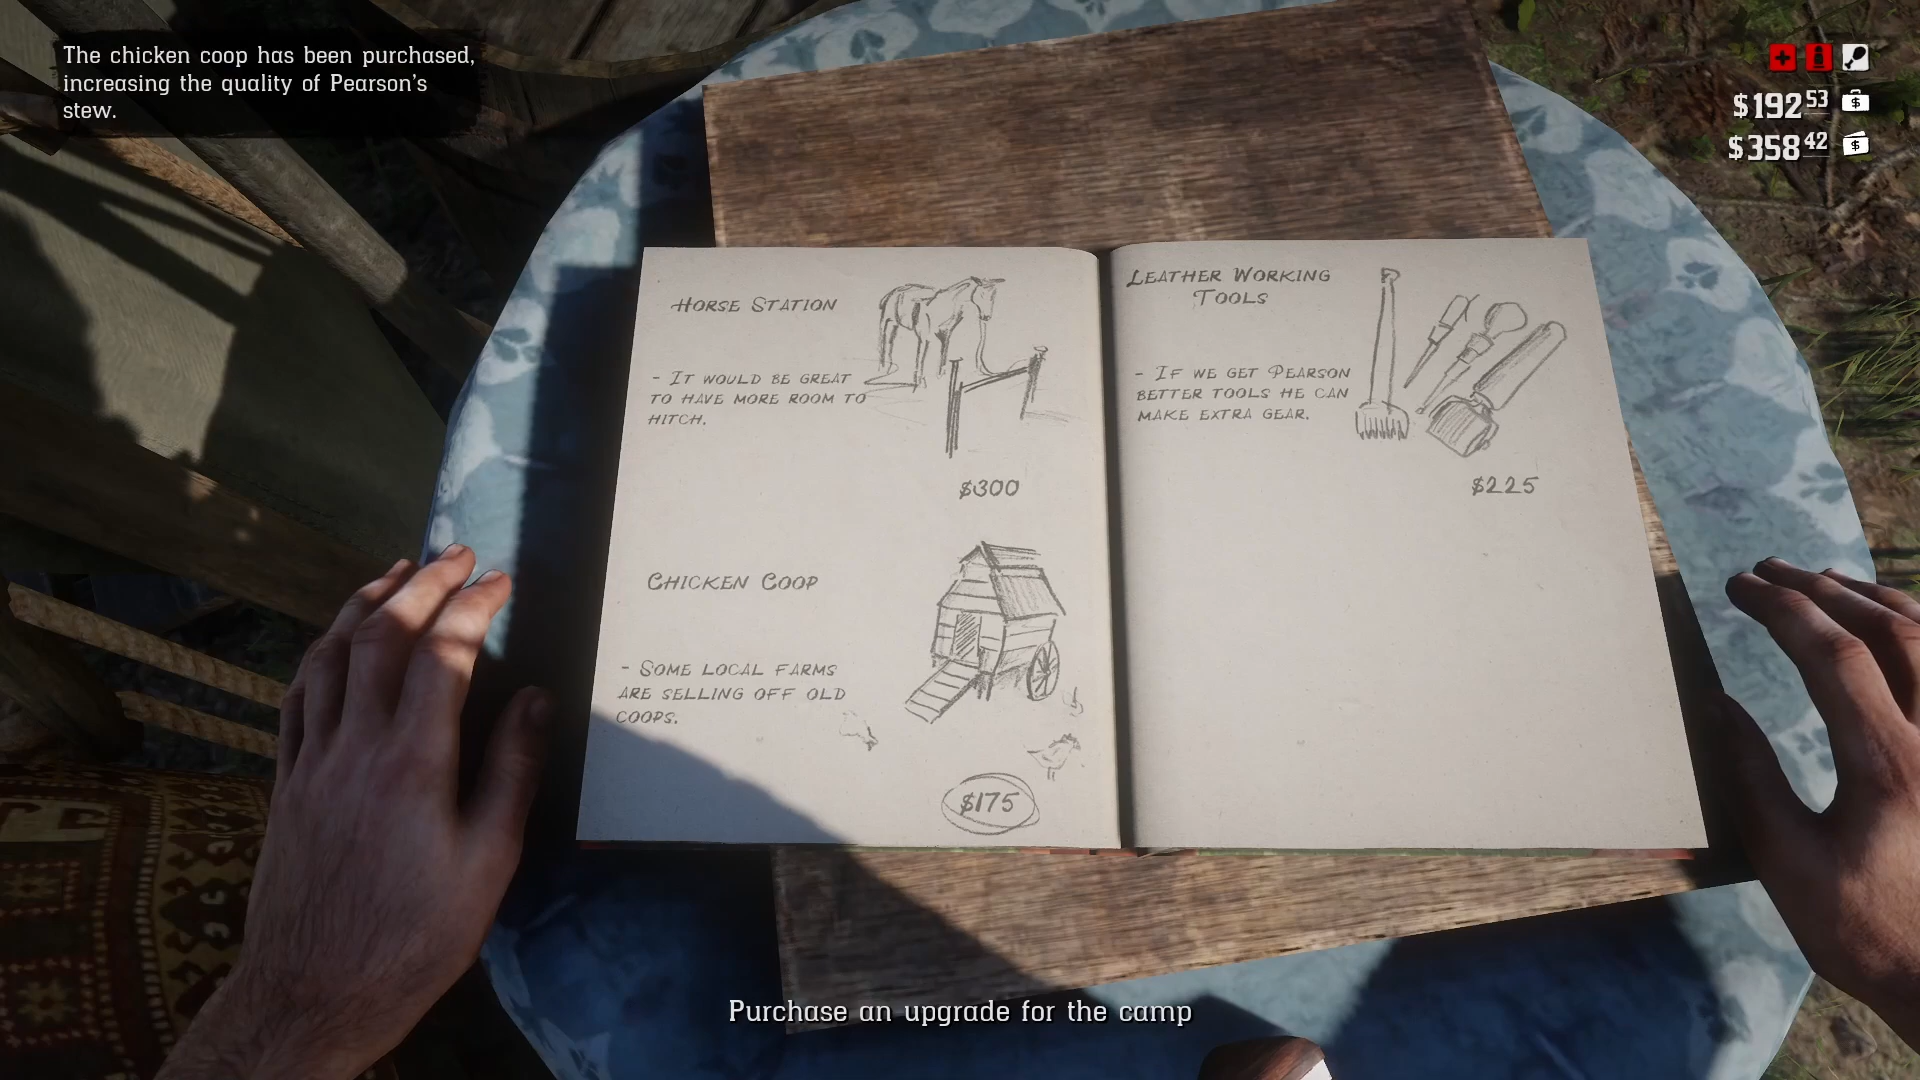 The chicken coop has been purchased,
increasing the quality of Pearson's
stew.
$192 53
$358 42
HORSE STATION
- IT WOULD BE GREAT
TO HAVE MORE ROOM TO
HITCH.
$300
CHICKEN COOP
- SOME LOCAL FARMS
ARE SELLING OFF OLD
COOPS.
$175
LEATHER WORKING
TOOLS
- IF WE GET PEARSON
BETTER TOOLS HE CAN
MAKE EXTRA GEAR.
$225
Purchase an upgrade for the camp